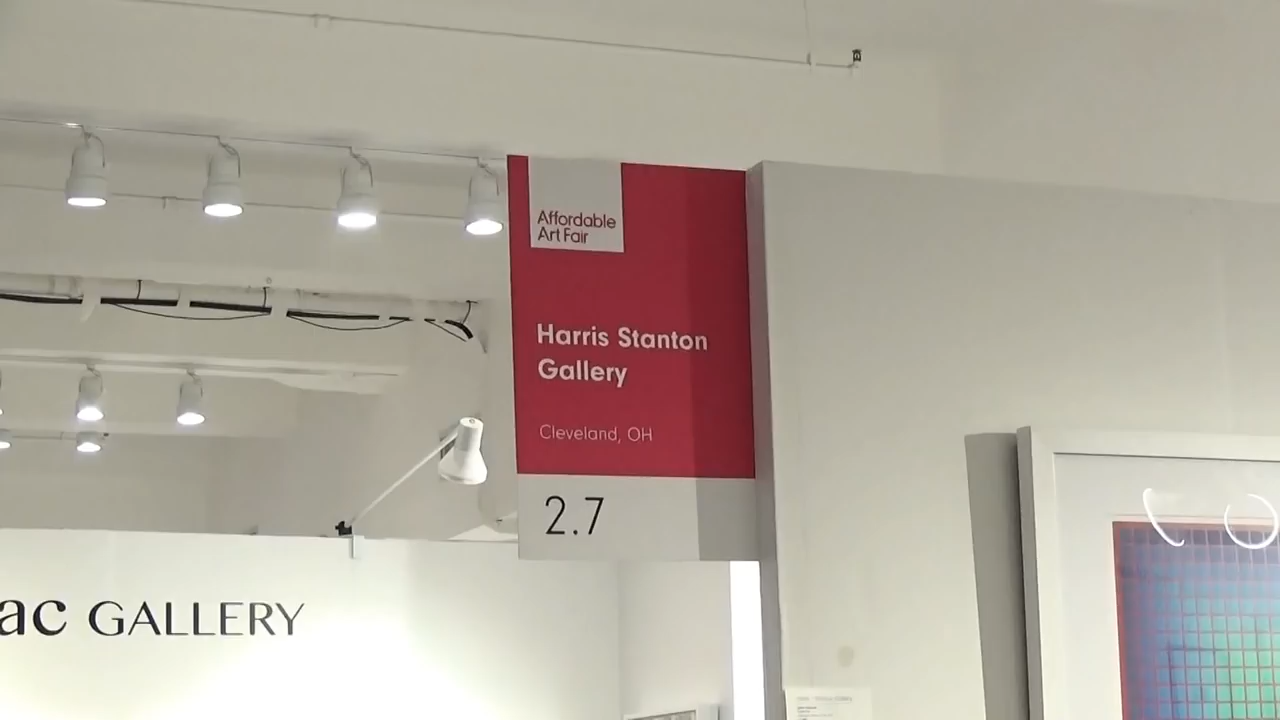 Affordable
Art Fair
Harris Stanton
Gallery
Cleveland, OH
2.7
ac GALLERY